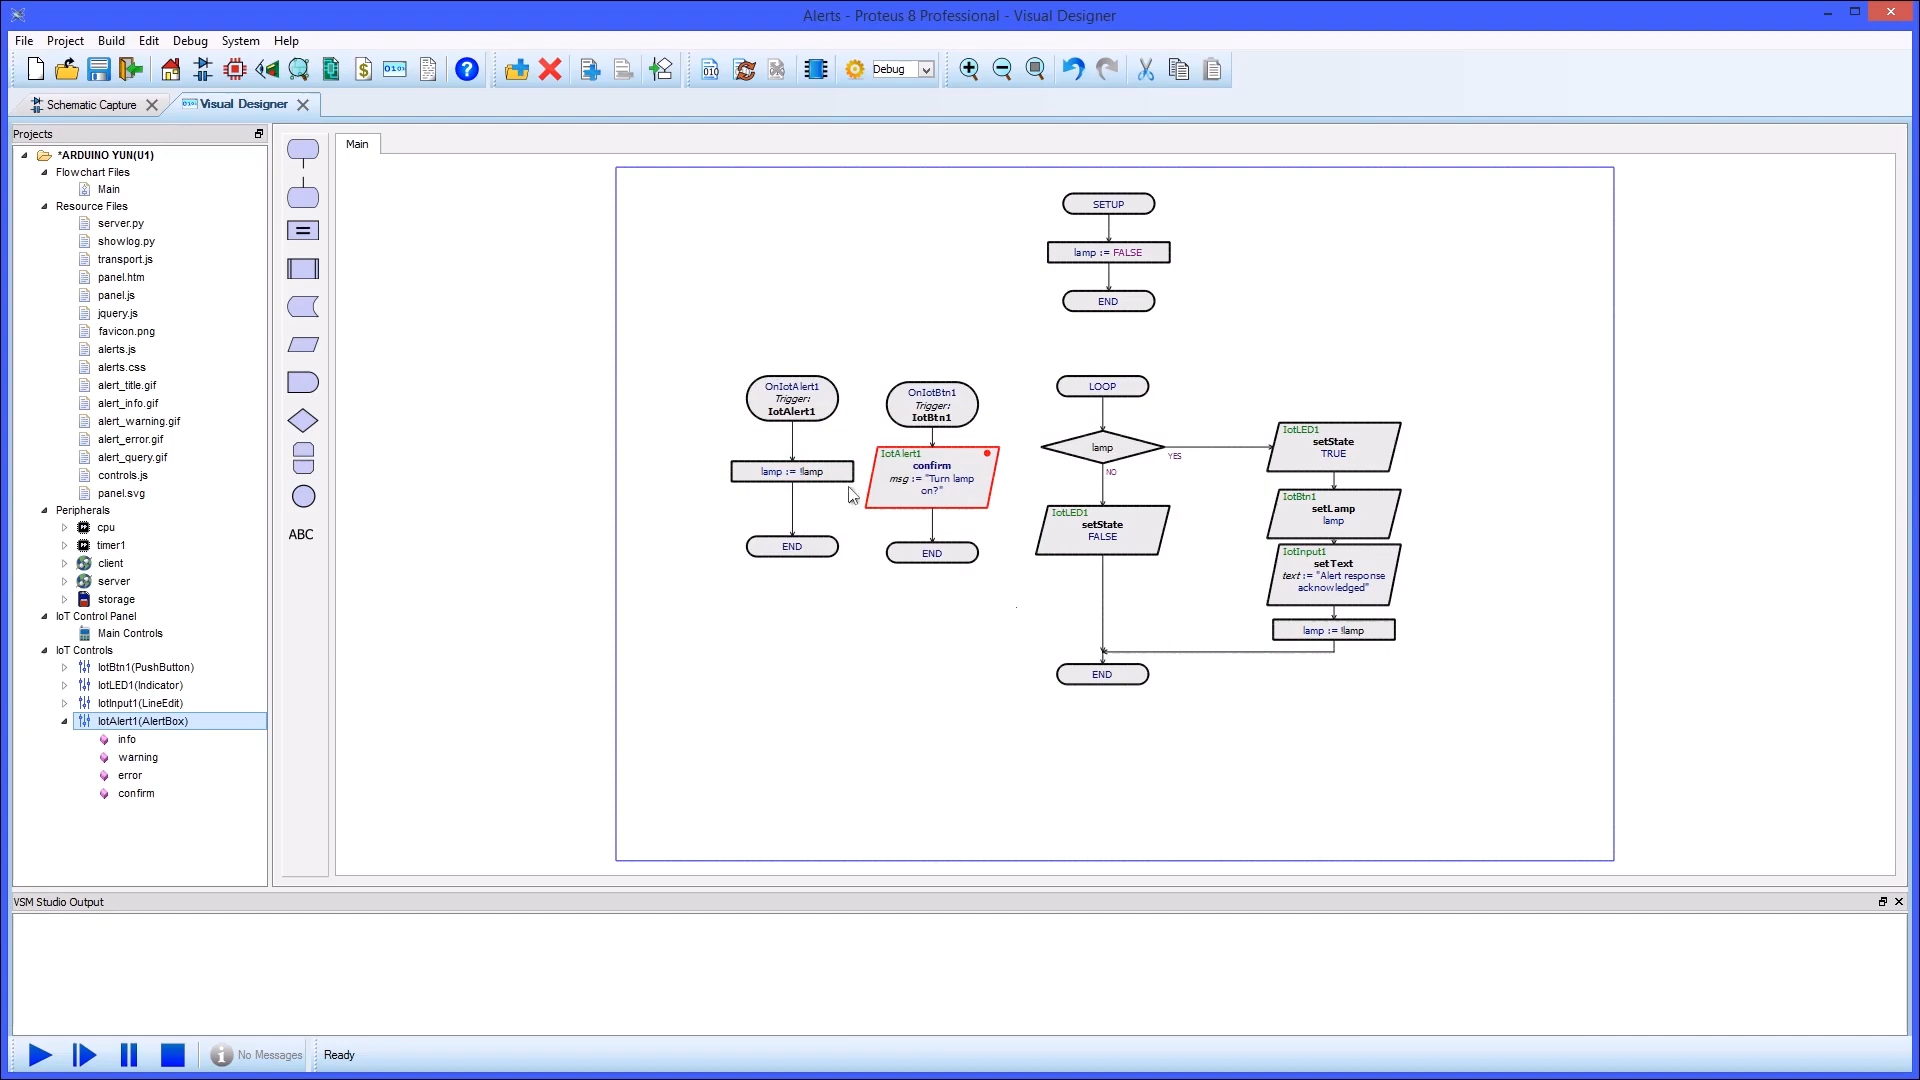 Alerts - Proteus 8 Professional - Visual Designer
File Project Build Edit Debug System Help
Debug
Schematic Capture
Visual Designer
Projects
*ARDUINO YUN(U1)
Flowchart Files
Main
Resource Files
server.py
showlog.py
transport.js
panel.htm
panel.js
jquery.js
favicon.png
alerts.js
alerts.css
alert_title.gif
alert_info.gif
alert_warning.gif
alert_error.gif
alert_query.gif
controls.js
panel.svg
Peripherals
cpu
timer1
client
server
storage
IoT Control Panel
Main Controls
IoT Controls
IotBtn1(PushButton)
IotLED1(Indicator)
IotInput1(LineEdit)
IotAlert1(AlertBox)
info
warning
error
confirm
ABC
Main
SETUP
lamp := FALSE
END
OnIotAlert1
Trigger:
IotAlert1
lamp := !lamp
END
OnIotBtn1
Trigger:
IotBtn1
IotAlert1
confirm
msg := "Turn lamp
on?"
END
LOOP
lamp
YES
NO
IotLED1
setState
FALSE
END
IotLED1
setState
TRUE
IotBtn1
setLamp
lamp
IotInput1
setText
text := "Alert response
acknowledged"
lamp := !lamp
VSM Studio Output
No Messages
Ready